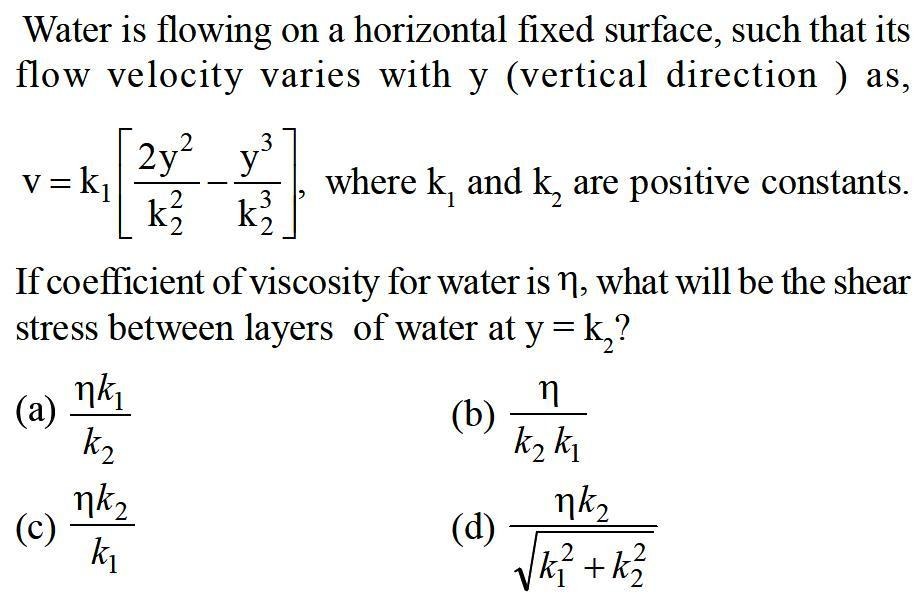 Water is flowing on a horizontal fixed surface, such that its
flow velocity varies with y (vertical direction ) as,
v = k₁[2y²/k₂² − y³/k₂³], where k₁ and k₂ are positive constants.
If coefficient of viscosity for water is η, what will be the shear
stress between layers of water at y = k₂?
(a) ηk₁/k₂ (b) η/k₂ k₁
(c) ηk₂/k₁ (d) ηk₂/√(k₁² + k₂²)